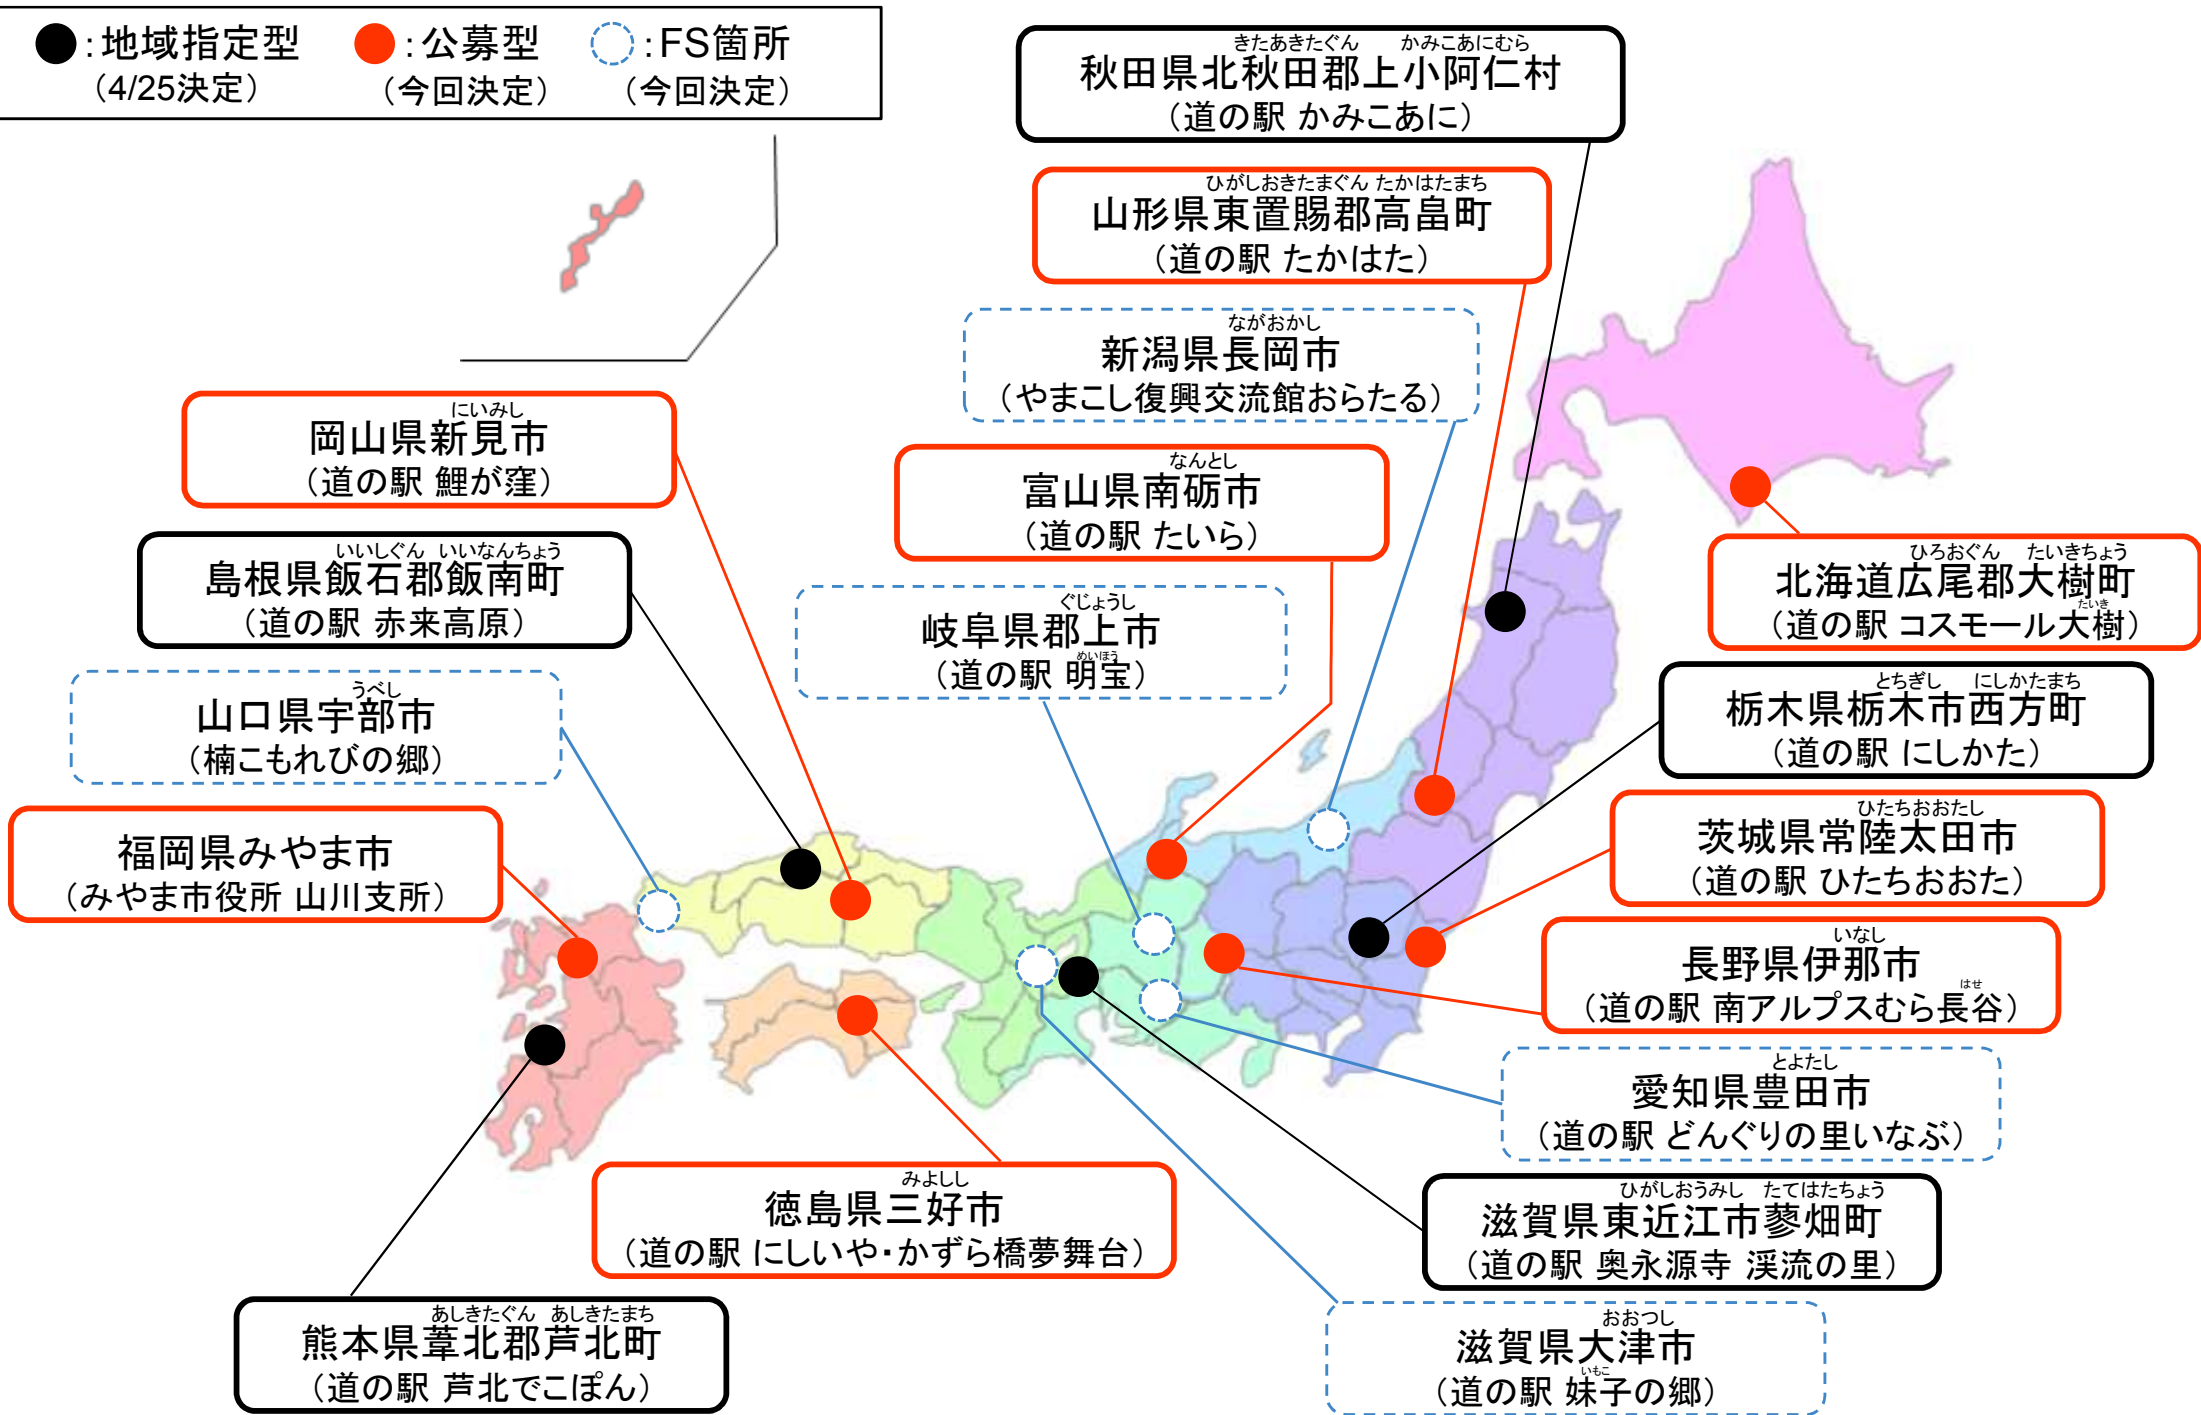 ●:地域指定型
(4/25決定)
●:公募型
(今回決定)
:FS箇所
(今回決定)
きたあきたぐん かみこあにむら
秋田県北秋田郡上小阿仁村
(道の駅 かみこあに)
ひがしおきたまぐん たかはたまち
山形県東置賜郡高畠町
(道の駅 たかはた)
ながおかし
新潟県長岡市
(やまこし復興交流館おらたる)
にいみし
岡山県新見市
(道の駅 鯉が窪)
なんとし
富山県南砺市
(道の駅 たいら)
いいしぐん いいなんちょう
島根県飯石郡飯南町
(道の駅 赤来高原)
ひろおぐん たいきちょう
北海道広尾郡大樹町
たいき
(道の駅 コスモール大樹)
ぐじょうし
岐阜県郡上市
めいほう
(道の駅 明宝)
うべし
山口県宇部市
(楠こもれびの郷)
とちぎし にしかたまち
栃木県栃木市西方町
(道の駅 にしかた)
福岡県みやま市
(みやま市役所 山川支所)
ひたちおおたし
茨城県常陸太田市
(道の駅 ひたちおおた)
いなし
長野県伊那市
はせ
(道の駅 南アルプスむら長谷)
とよたし
愛知県豊田市
(道の駅 どんぐりの里いなぶ)
みよしし
徳島県三好市
(道の駅 にしいや・かずら橋夢舞台)
ひがしおうみし たてはたちょう
滋賀県東近江市蓼畑町
(道の駅 奥永源寺 渓流の里)
あしきたぐん あしきたまち
熊本県葦北郡芦北町
(道の駅 芦北でこぽん)
おおつし
滋賀県大津市
いもこ
(道の駅 妹子の郷)